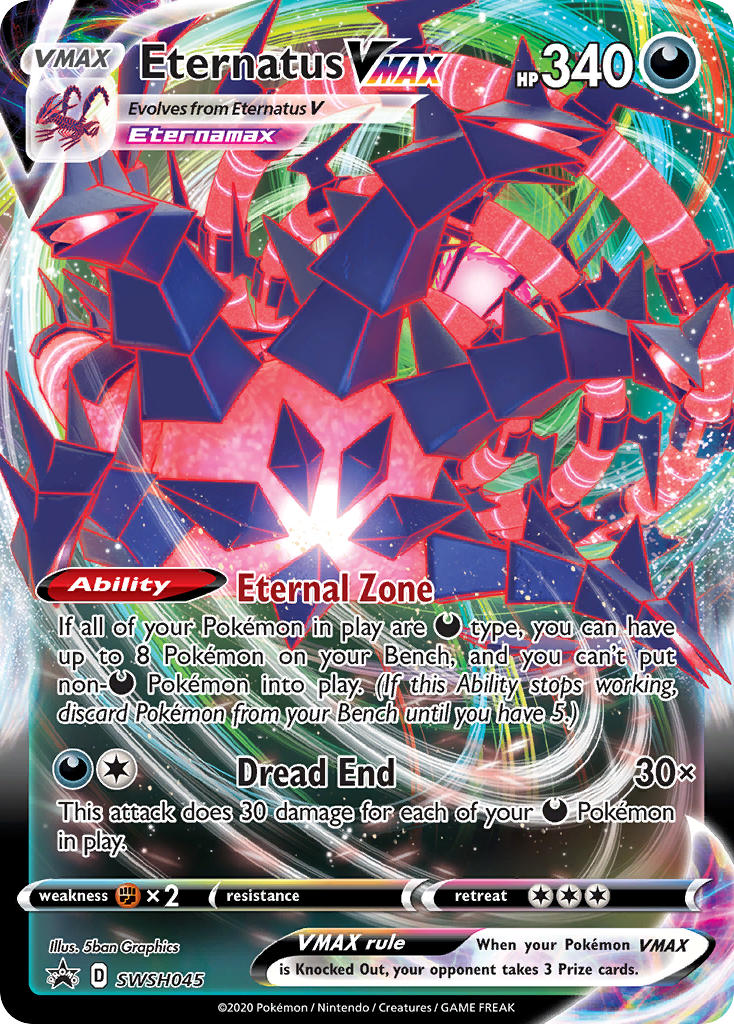 VMAX
Eternatus VMAX
HP 340
Evolves from Eternatus V
Eternamax
Ability Eternal Zone
If all of your Pokémon in play are type, you can have
up to 8 Pokémon on your Bench, and you can't put
non- Pokémon into play. (If this Ability stops working,
discard Pokémon from your Bench until you have 5.)
Dread End 30×
This attack does 30 damage for each of your Pokémon
in play.
weakness ×2 resistance retreat
Illus. 5ban Graphics
VMAX rule When your Pokémon VMAX
is Knocked Out, your opponent takes 3 Prize cards.
PROMO D SWSH045
©2020 Pokémon / Nintendo / Creatures / GAME FREAK